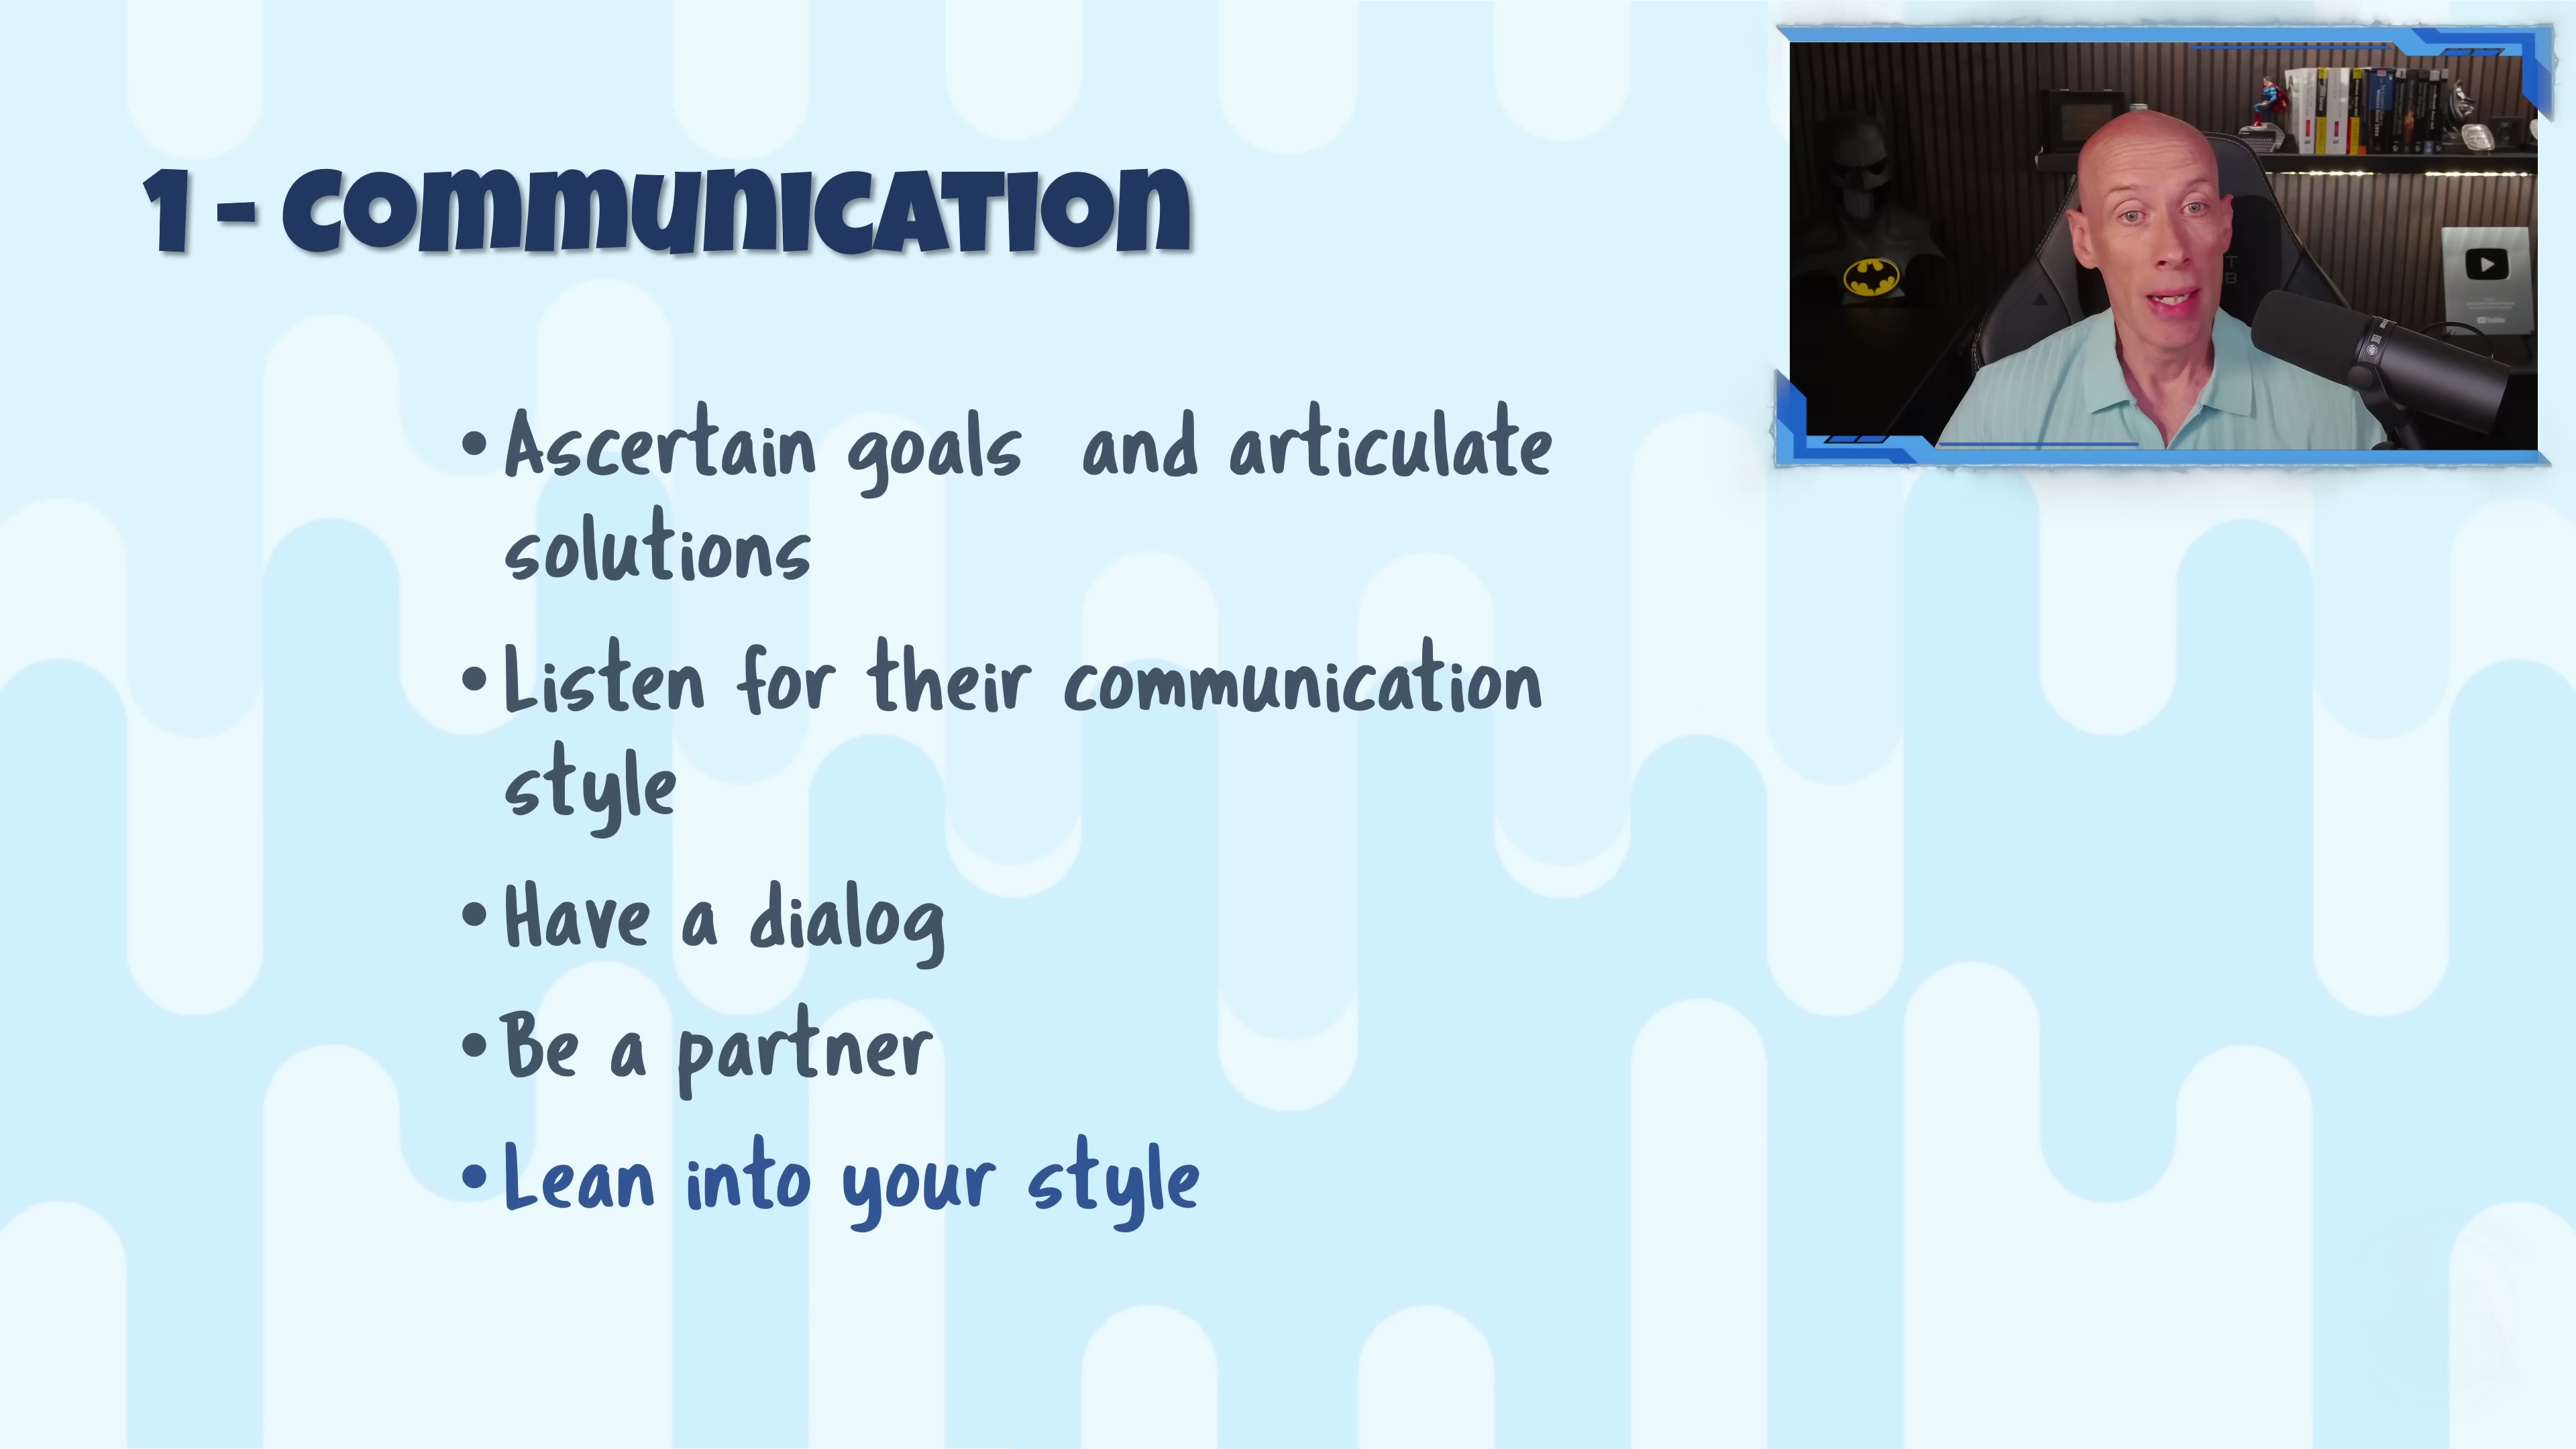 1 - Communication
• Ascertain goals  and articulate
solutions
• Listen for their communication
style
• Have a dialog
• Be a partner
• Lean into your style
YouTube